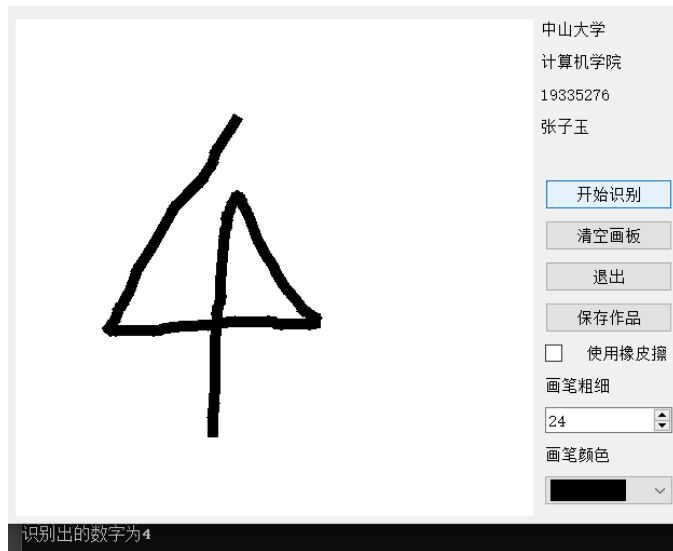 中山大学
计算机学院
19335276
张子玉
开始识别
清空画板
退出
保存作品
使用橡皮擦
画笔粗细
24
画笔颜色
4
识别出的数字为4